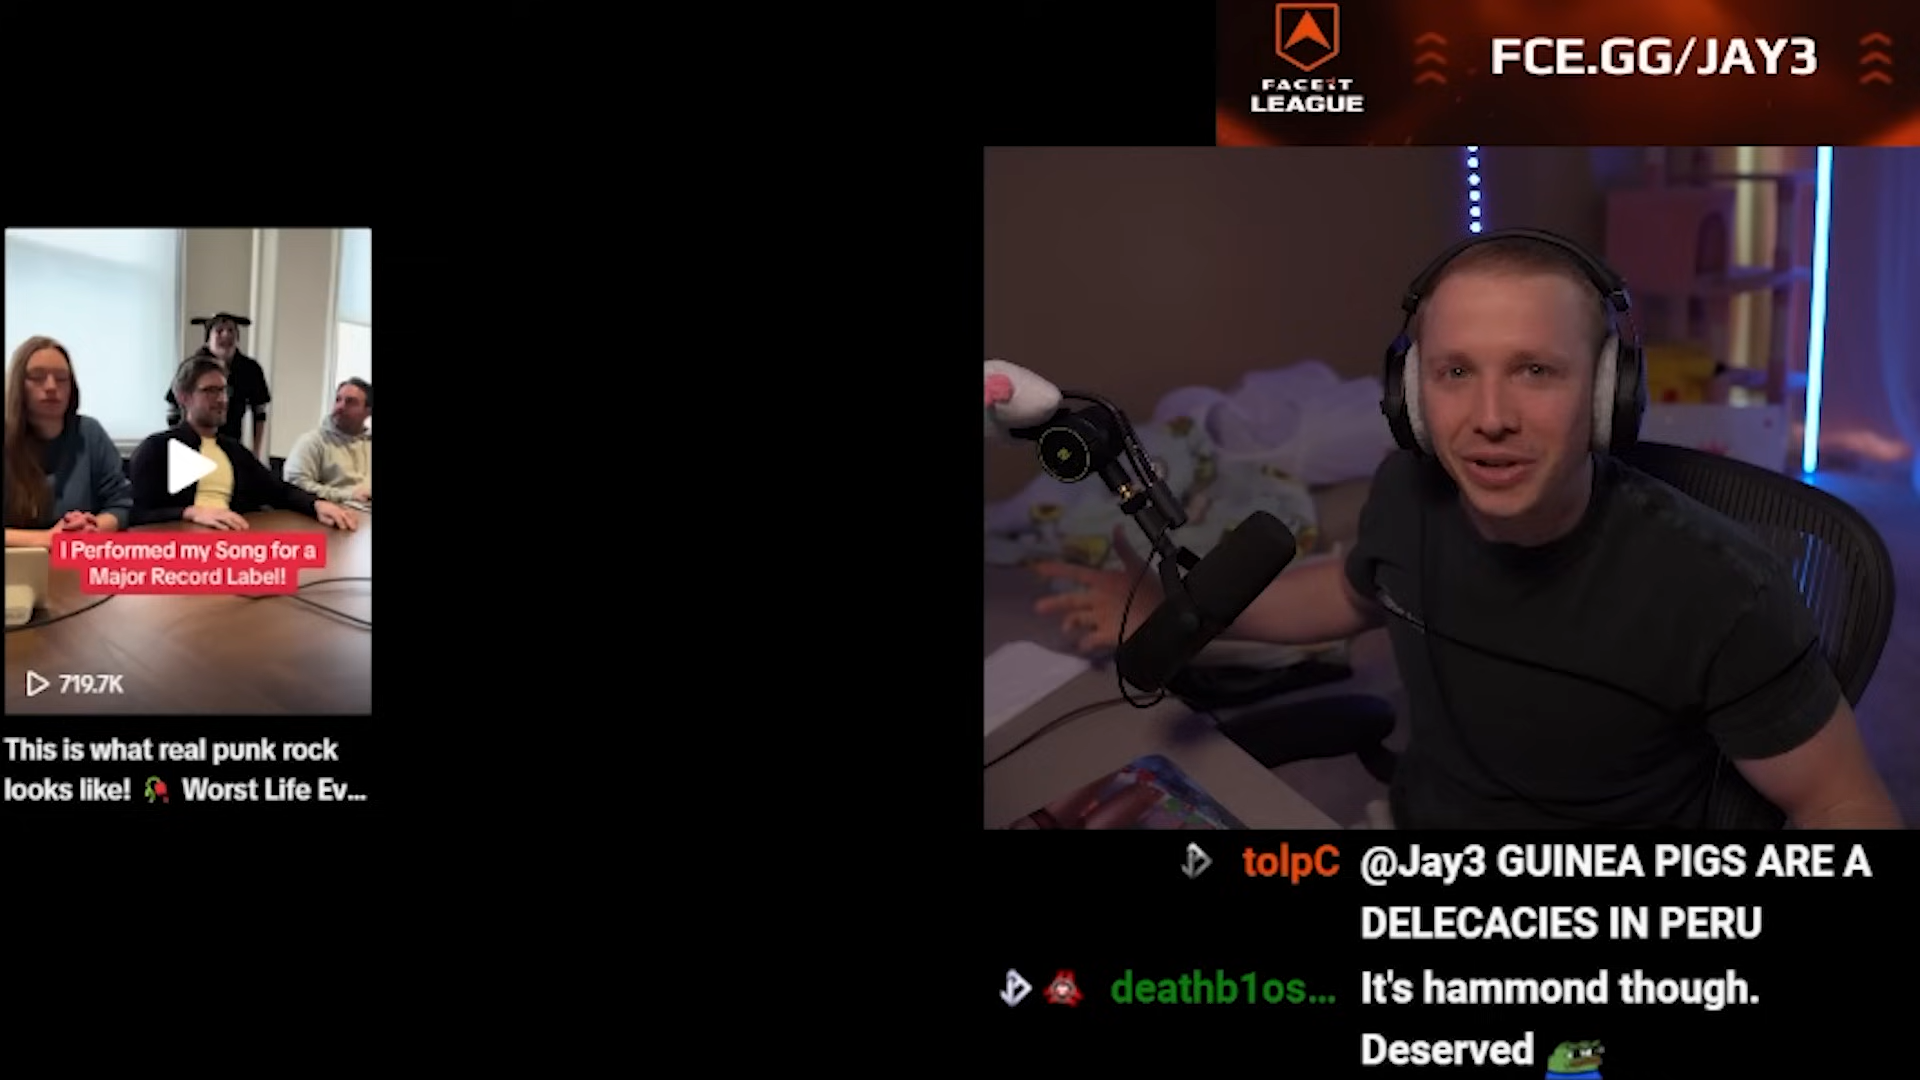 FACEIT
LEAGUE
FCE.GG/JAY3
I Performed my Song for a
Major Record Label!
719.7K
This is what real punk rock
looks like! 🥀 Worst Life Ev...
tolpC @Jay3 GUINEA PIGS ARE A
DELECACIES IN PERU
deathb1os... It's hammond though.
Deserved